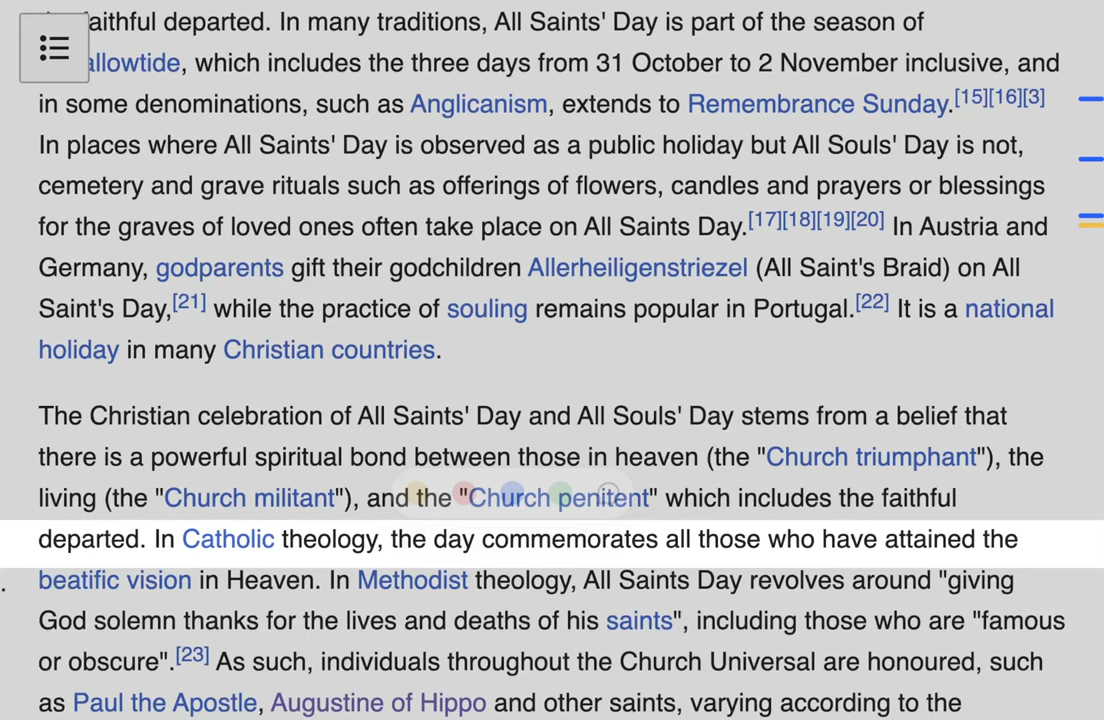 faithful departed. In many traditions, All Saints' Day is part of the season of
allowtide, which includes the three days from 31 October to 2 November inclusive, and
in some denominations, such as Anglicanism, extends to Remembrance Sunday.[15][16][3]
In places where All Saints' Day is observed as a public holiday but All Souls' Day is not,
cemetery and grave rituals such as offerings of flowers, candles and prayers or blessings
for the graves of loved ones often take place on All Saints Day.[17][18][19][20] In Austria and
Germany, godparents gift their godchildren Allerheiligenstriezel (All Saint's Braid) on All
Saint's Day,[21] while the practice of souling remains popular in Portugal.[22] It is a national
holiday in many Christian countries.
The Christian celebration of All Saints' Day and All Souls' Day stems from a belief that
there is a powerful spiritual bond between those in heaven (the "Church triumphant"), the
living (the "Church militant"), and the "Church penitent" which includes the faithful
departed. In Catholic theology, the day commemorates all those who have attained the
beatific vision in Heaven. In Methodist theology, All Saints Day revolves around "giving
God solemn thanks for the lives and deaths of his saints", including those who are "famous
or obscure".[23] As such, individuals throughout the Church Universal are honoured, such
as Paul the Apostle, Augustine of Hippo and other saints, varying according to the